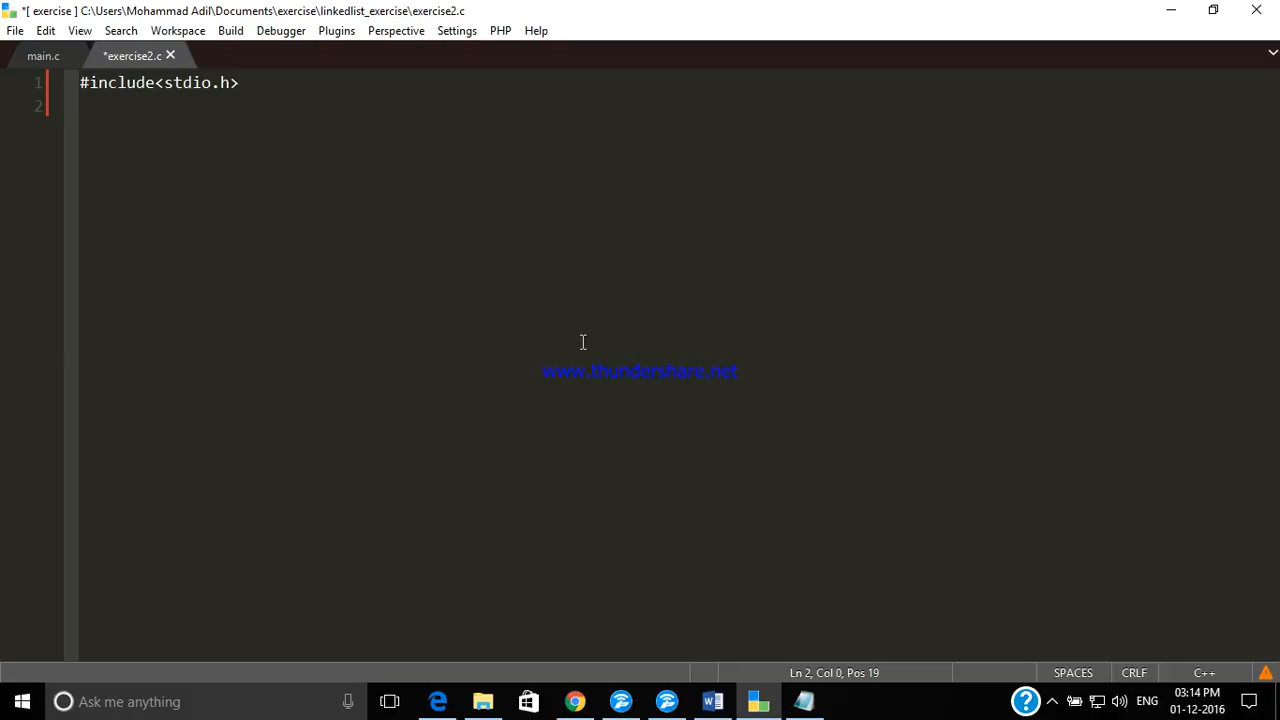 *[ exercise ] C:\Users\Mohammad Adil\Documents\exercise\linkedlist_exercise\exercise2.c
File Edit View Search Workspace Build Debugger Plugins Perspective Settings PHP Help
main.c *exercise2.c
1 #include<stdio.h>
2
www.thundershare.net
Ln 2, Col 0, Pos 19 SPACES CRLF C++
Ask me anything ENG 03:14 PM
01-12-2016